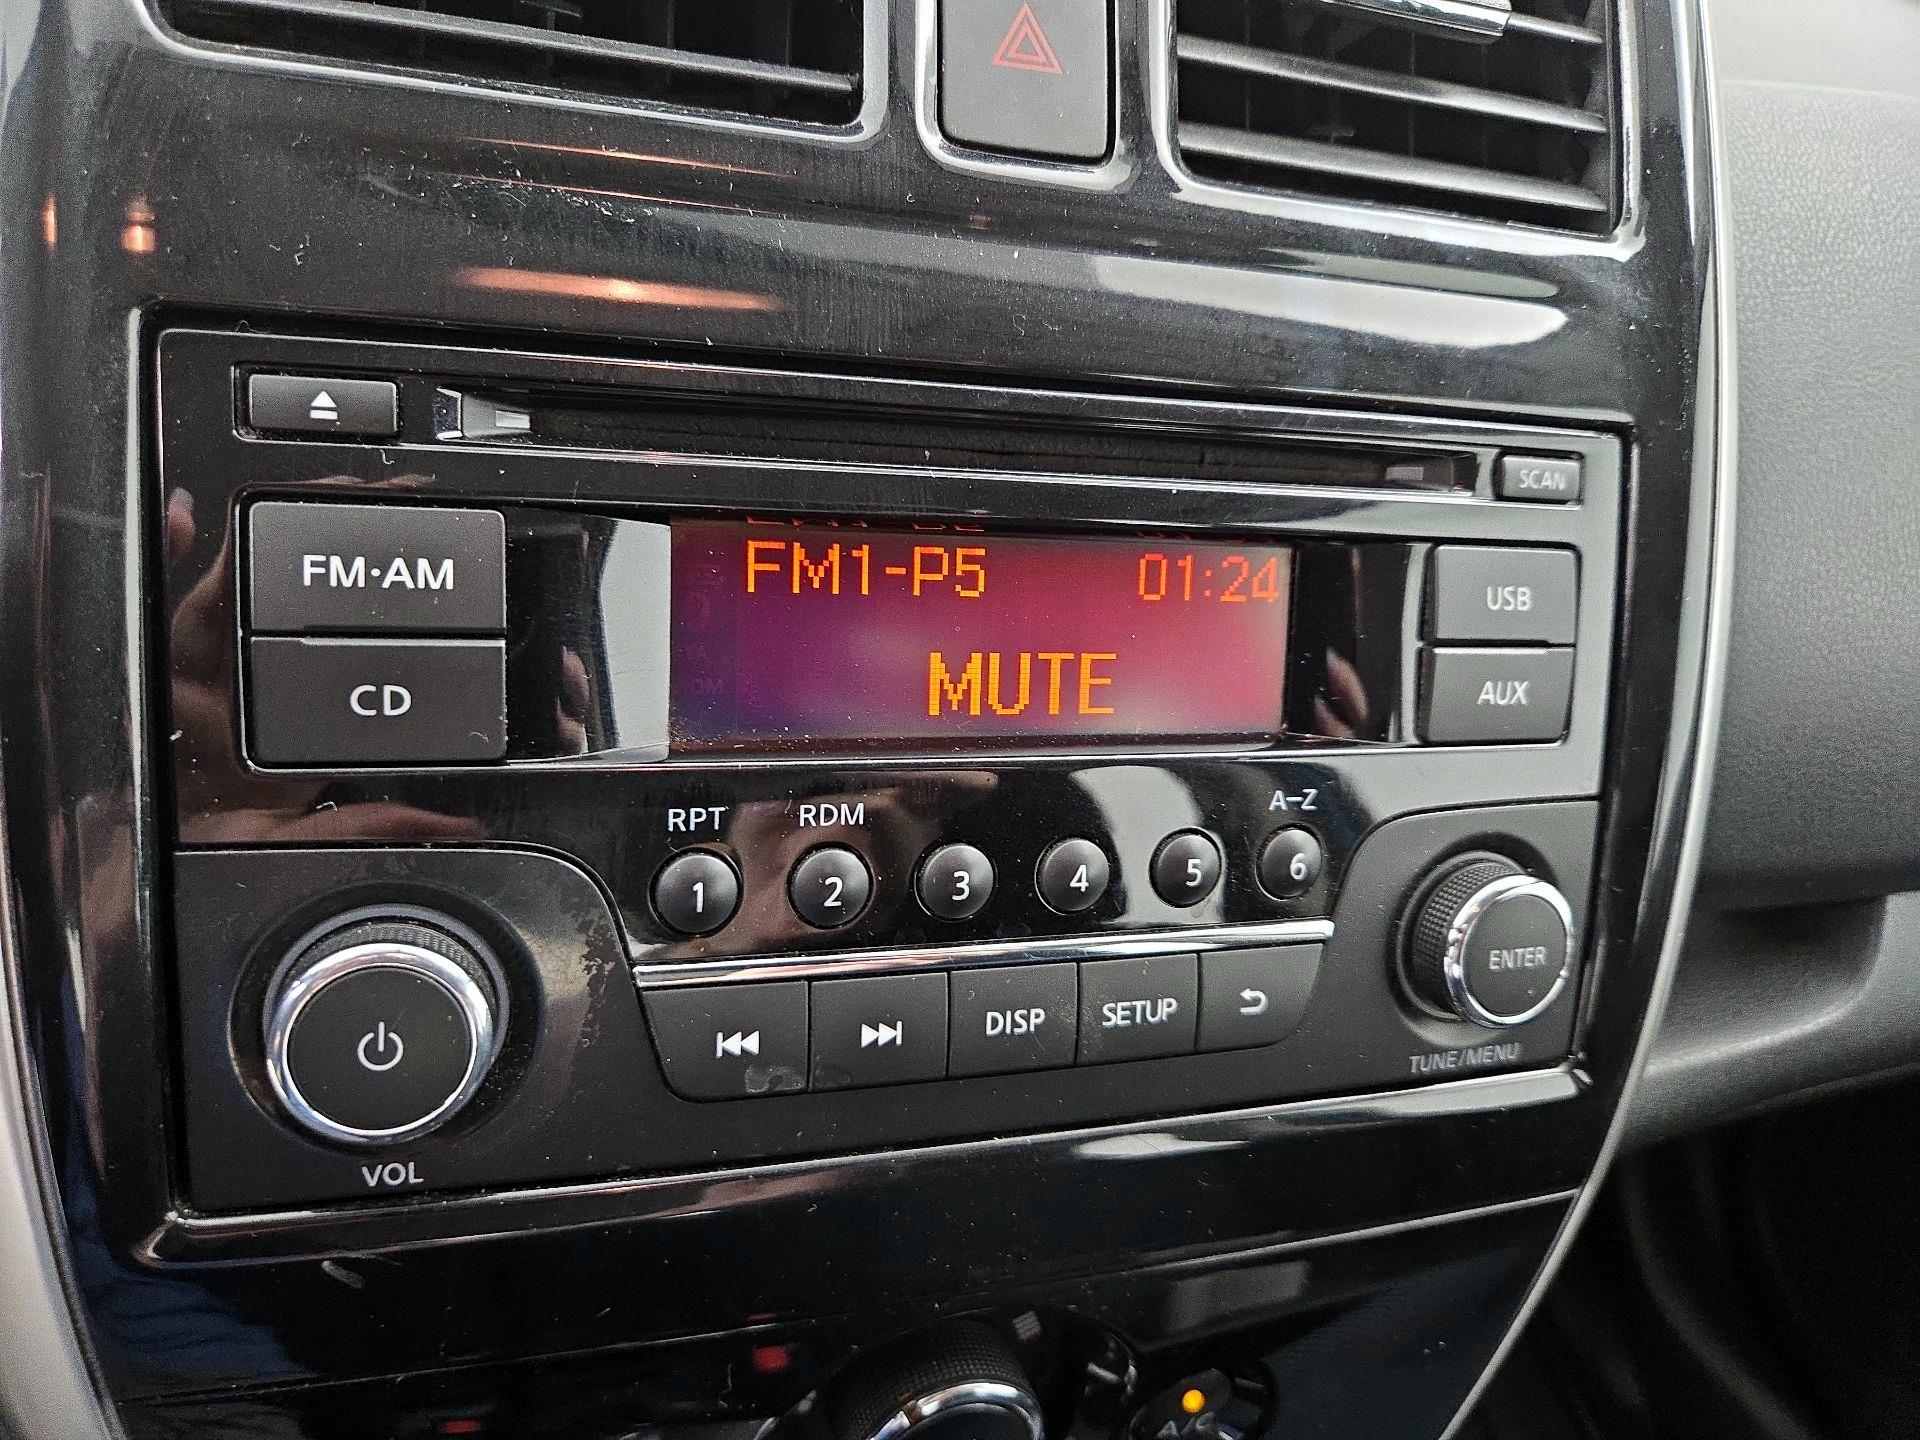 SCAN
FM·AM
FM1-P5 01:24
USB
MUTE
CD
AUX
RPT RDM A-Z
1 2 3 4 5 6
ENTER
DISP SETUP
TUNE/MENU
VOL
A/C